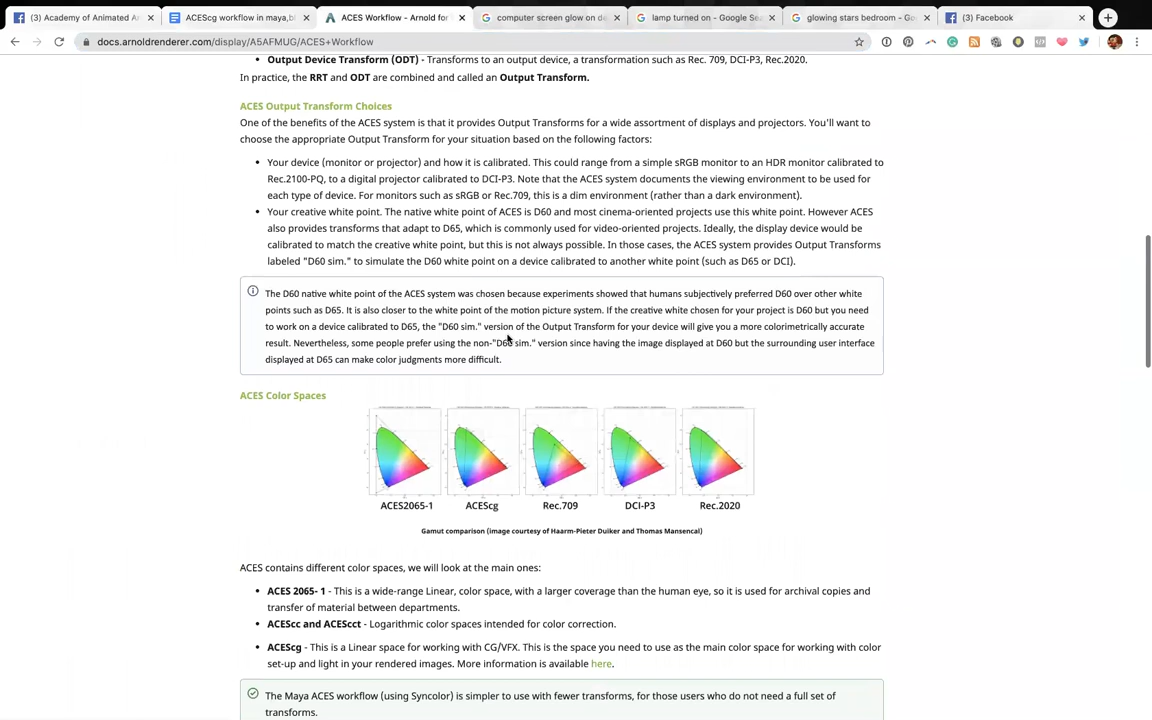 (3) Academy of Animated Ar
ACEScg workflow in maya,bl
ACES Workflow - Arnold for
computer screen glow on de
lamp turned on - Google Sea
glowing stars bedroom - Goo
(3) Facebook
docs.arnoldrenderer.com/display/A5AFMUG/ACES+Workflow
• Output Device Transform (ODT) - Transforms to an output device, a transformation such as Rec. 709, DCI-P3, Rec.2020.
In practice, the RRT and ODT are combined and called an Output Transform.
ACES Output Transform Choices
One of the benefits of the ACES system is that it provides Output Transforms for a wide assortment of displays and projectors. You'll want to
choose the appropriate Output Transform for your situation based on the following factors:
• Your device (monitor or projector) and how it is calibrated. This could range from a simple sRGB monitor to an HDR monitor calibrated to
Rec.2100-PQ, to a digital projector calibrated to DCI-P3. Note that the ACES system documents the viewing environment to be used for
each type of device. For monitors such as sRGB or Rec.709, this is a dim environment (rather than a dark environment).
• Your creative white point. The native white point of ACES is D60 and most cinema-oriented projects use this white point. However ACES
also provides transforms that adapt to D65, which is commonly used for video-oriented projects. Ideally, the display device would be
calibrated to match the creative white point, but this is not always possible. In those cases, the ACES system provides Output Transforms
labeled "D60 sim." to simulate the D60 white point on a device calibrated to another white point (such as D65 or DCI).
The D60 native white point of the ACES system was chosen because experiments showed that humans subjectively preferred D60 over other white
points such as D65. It is also closer to the white point of the motion picture system. If the creative white chosen for your project is D60 but you need
to work on a device calibrated to D65, the "D60 sim." version of the Output Transform for your device will give you a more colorimetrically accurate
result. Nevertheless, some people prefer using the non-"D60 sim." version since having the image displayed at D60 but the surrounding user interface
displayed at D65 can make color judgments more difficult.
ACES Color Spaces
ACES2065-1 ACEScg Rec.709 DCI-P3 Rec.2020
Gamut comparison (image courtesy of Haarm-Pieter Duiker and Thomas Mansencal)
ACES contains different color spaces, we will look at the main ones:
• ACES 2065- 1 - This is a wide-range Linear, color space, with a larger coverage than the human eye, so it is used for archival copies and
transfer of material between departments.
• ACEScc and ACEScct - Logarithmic color spaces intended for color correction.
• ACEScg - This is a Linear space for working with CG/VFX. This is the space you need to use as the main color space for working with color
set-up and light in your rendered images. More information is available here.
The Maya ACES workflow (using Syncolor) is simpler to use with fewer transforms, for those users who do not need a full set of
transforms.